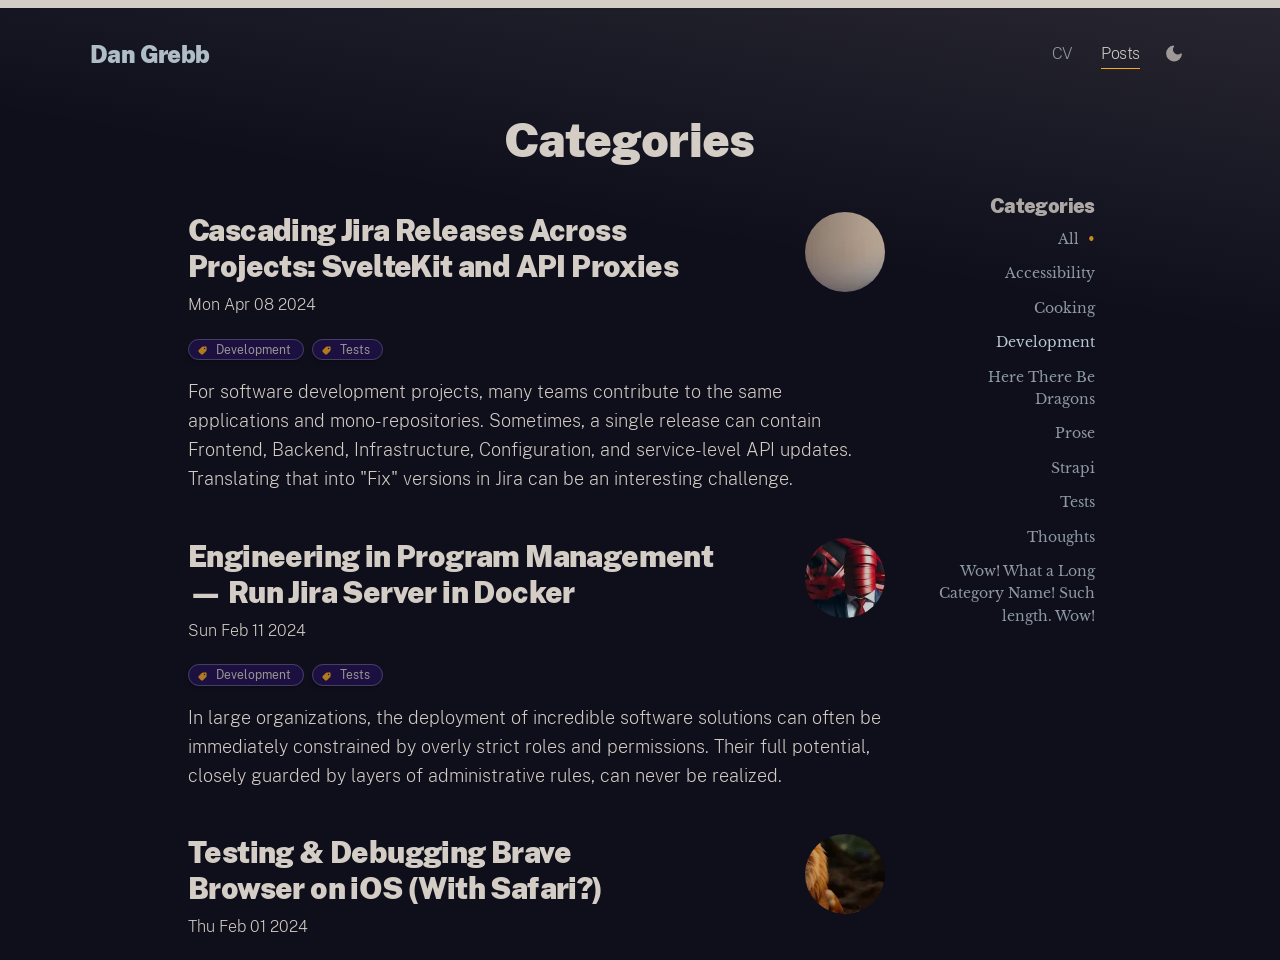 Dan Grebb
CV
Posts
Categories
Cascading Jira Releases Across
Projects: SvelteKit and API Proxies
Mon Apr 08 2024
Development
Tests
For software development projects, many teams contribute to the same
applications and mono-repositories. Sometimes, a single release can contain
Frontend, Backend, Infrastructure, Configuration, and service-level API updates.
Translating that into "Fix" versions in Jira can be an interesting challenge.
Engineering in Program Management
— Run Jira Server in Docker
Sun Feb 11 2024
Development
Tests
In large organizations, the deployment of incredible software solutions can often be
immediately constrained by overly strict roles and permissions. Their full potential,
closely guarded by layers of administrative rules, can never be realized.
Testing & Debugging Brave
Browser on iOS (With Safari?)
Thu Feb 01 2024
Categories
All •
Accessibility
Cooking
Development
Here There Be
Dragons
Prose
Strapi
Tests
Thoughts
Wow! What a Long
Category Name! Such
length. Wow!